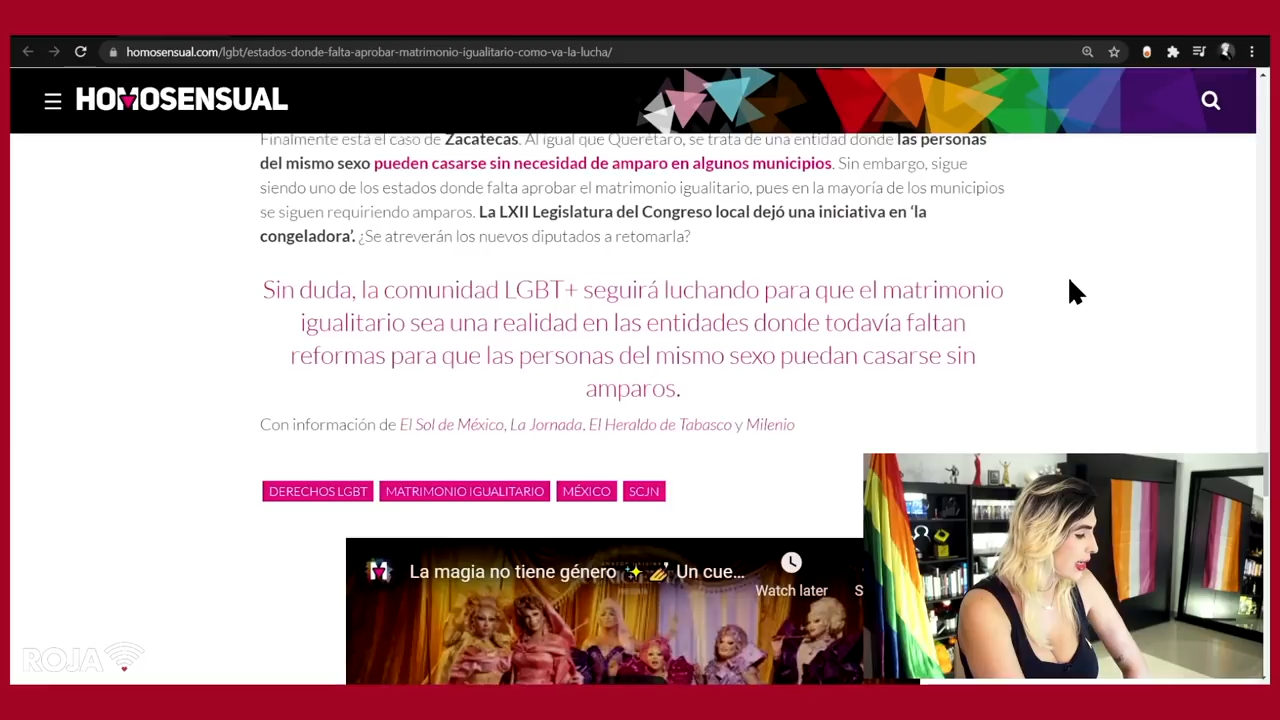 homosensual.com/lgbt/estados-donde-falta-aprobar-matrimonio-igualitario-como-va-la-lucha/
HOMOSENSUAL
Finalmente está el caso de Zacatecas. Al igual que Querétaro, se trata de una entidad donde las personas
del mismo sexo pueden casarse sin necesidad de amparo en algunos municipios. Sin embargo, sigue
siendo uno de los estados donde falta aprobar el matrimonio igualitario, pues en la mayoría de los municipios
se siguen requiriendo amparos. La LXII Legislatura del Congreso local dejó una iniciativa en ‘la
congeladora’. ¿Se atreverán los nuevos diputados a retomarla?
Sin duda, la comunidad LGBT+ seguirá luchando para que el matrimonio
igualitario sea una realidad en las entidades donde todavía faltan
reformas para que las personas del mismo sexo puedan casarse sin
amparos.
Con información de El Sol de México, La Jornada, El Heraldo de Tabasco y Milenio
DERECHOS LGBT MATRIMONIO IGUALITARIO MÉXICO SCJN
La magia no tiene género ✨ 💅 Un cue...
Watch later S
ROJA